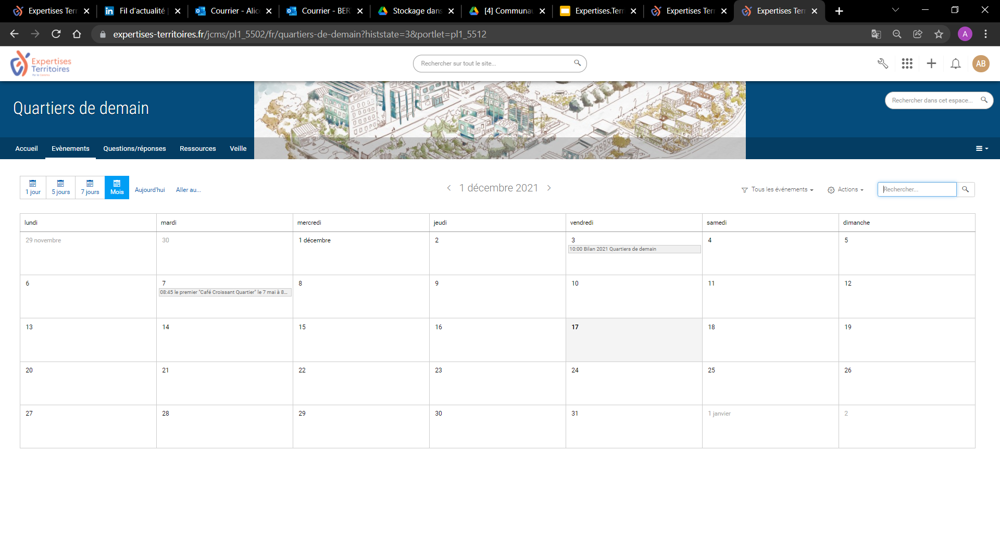 Expertises Terr
Fil d'actualité |
Courrier - Alic
Courrier - BER
Stockage dans
[4] Communa
Expertises.Terr
Expertises Terr
Expertises Terr
expertises-territoires.fr/jcms/pl1_5502/fr/quartiers-de-demain?histstate=3&portlet=pl1_5512
A
Expertises
Territoires
Par le Cerema
Rechercher sur tout le site...
AB
Quartiers de demain
Rechercher dans cet espace...
Accueil Evènements Questions/réponses Ressources Veille
1 jour 5 jours 7 jours Mois Aujourd'hui Aller au...
1 décembre 2021
Tous les événements Actions Rechercher...
lundi mardi mercredi jeudi vendredi samedi dimanche
29 novembre 30 1 décembre 2 3 4 5
10:00 Bilan 2021 Quartiers de demain
6 7 8 9 10 11 12
08:45 le premier "Café Croissant Quartier" le 7 mai à 8...
13 14 15 16 17 18 19
20 21 22 23 24 25 26
27 28 29 30 31 1 janvier 2